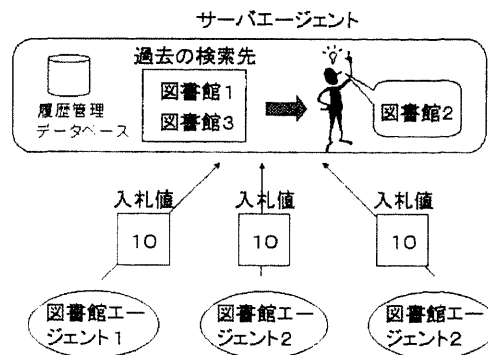 サーバエージェント
過去の検索先
図書館1
図書館3
履歴管理
データベース
図書館2
入札値
入札値
入札値
10
10
10
図書館エー
ジェント1
図書館エー
ジェント2
図書館エー
ジェント2